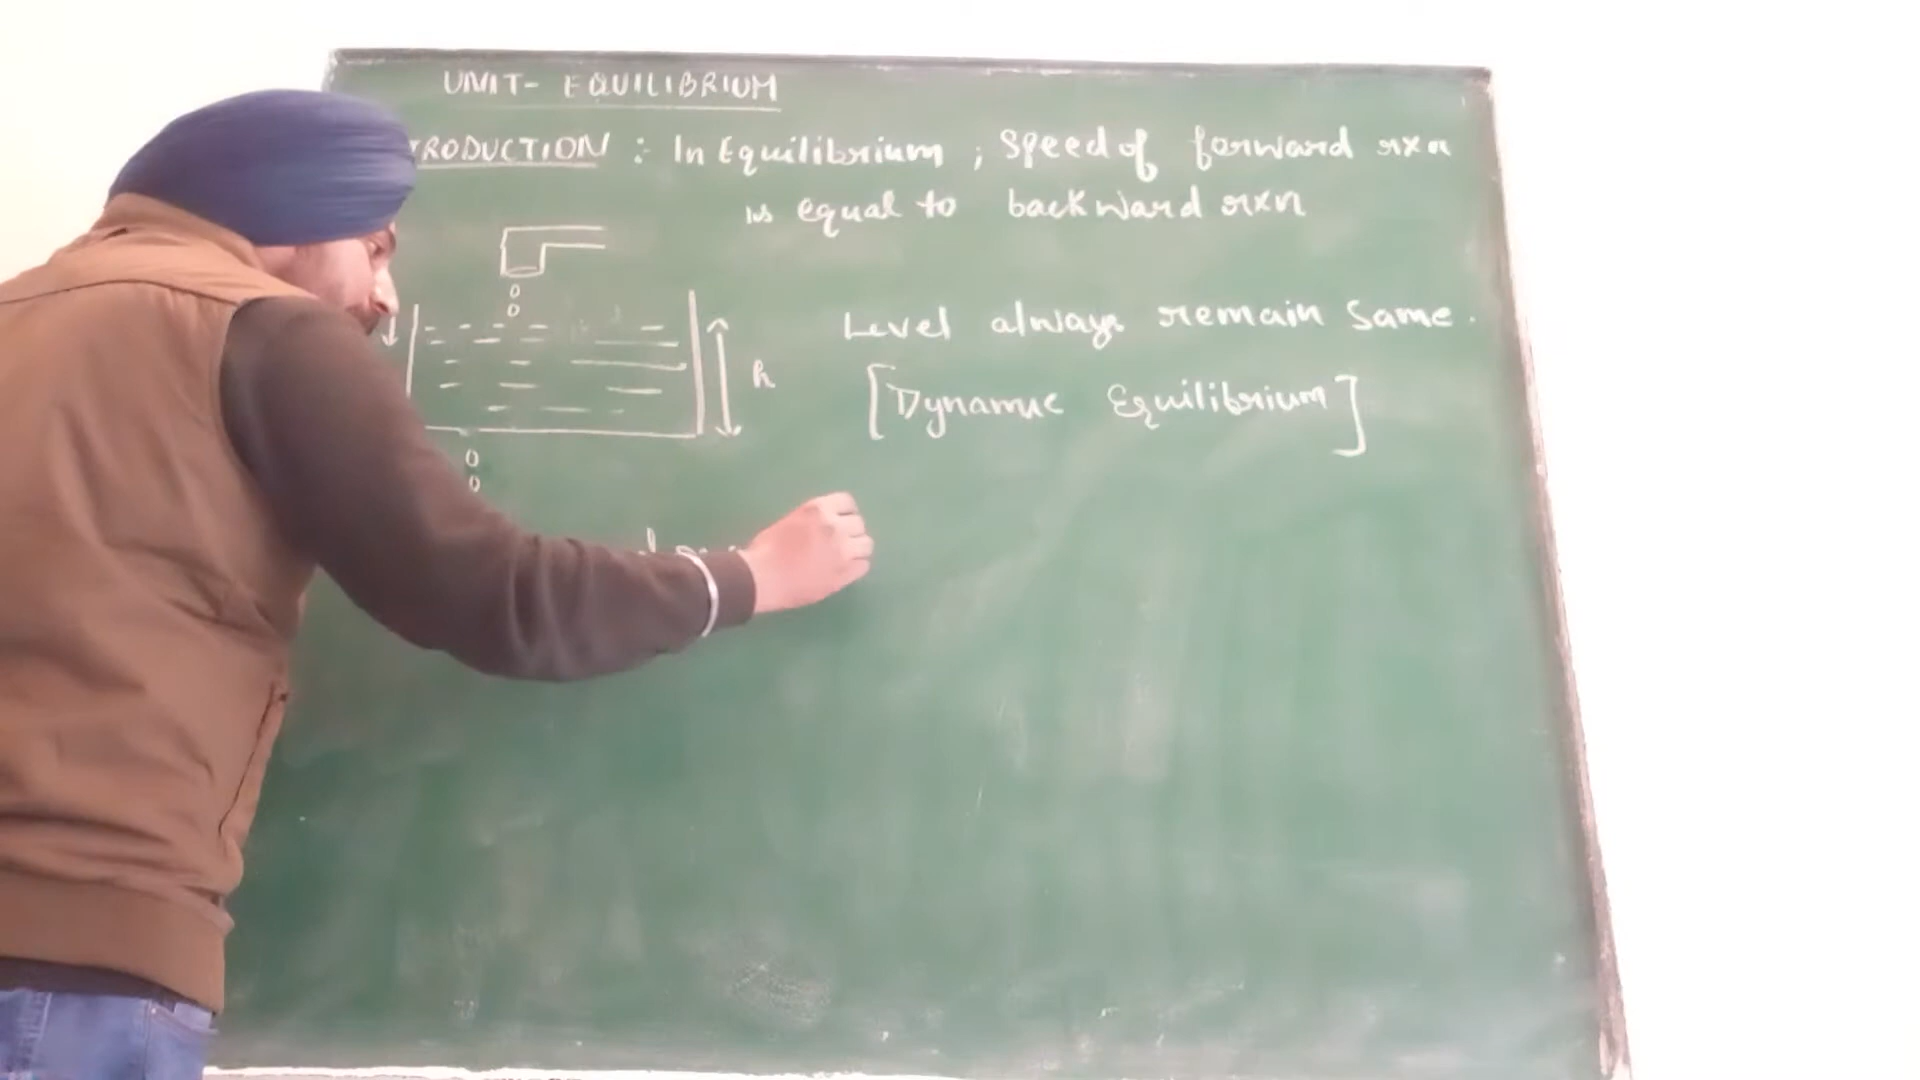 UNIT- EQUILIBRIUM
TRODUCTION : In Equilibrium ; Speed of forward rxn
is equal to backward rxn
Level always remain Same.
h
[Dynamic Equilibrium]